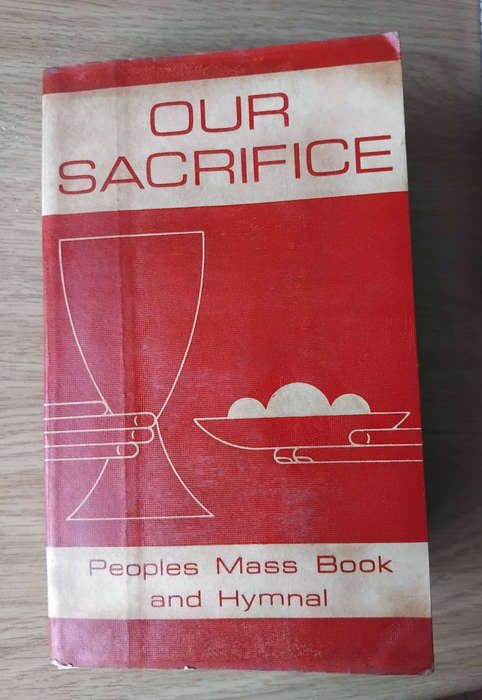 OUR
SACRIFICE
Peoples Mass Book
and Hymnal